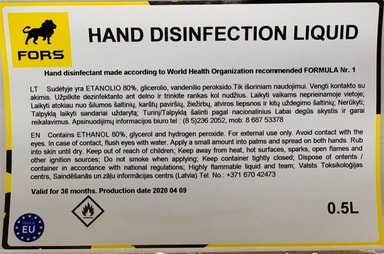 FORS
HAND DISINFECTION LIQUID
Hand disinfectant made according to World Health Organization recommended FORMULA Nr. 1
LT Sudėtyje yra ETANOLIO 80%, glicerolio, vandenilio peroksido.Tik išoriniam naudojimui. Vengti kontakto su
akimis. Užpilkite dezinfektanto ant delno ir trinkite rankas kol nudžius. Laikyti vaikams neprieinamoje vietoje;
Laikyti atokiau nuo šilumos šaltinių, karštų paviršių, žiežirbų, atviros liepsnos ir kitų uždegimo šaltinių; Nerūkyti;
Talpyklą laikyti sandariai uždarytą; Turinį/Talpyklą šalinti pagal nacionalinius Labai degūs skystis ir garai
reikalavimus. Apsinuodijimų informacijos biuro tel : (8 5)236 2052, mob: 8 687 53378
EN Contains ETHANOL 80%, glycerol and hydrogen peroxide. For external use only. Avoid contact with the
eyes. In case of contact, flush eyes with water. Apply a small amount into palms and spread on both hands. Rub
into skin until dry. Keep out of reach of children; Keep away from heat, hot surfaces, sparks, open flames and
other ignition sources; Do not smoke when applying; Keep container tightly closed; Dispose of ontents /
container in accordance with national regulations; Highly flammable liquid and team; Valsts Toksikoloģijas
centrs, Saindēšanās un zāļu informācijas centrs (Latvia) Tel. No.: +371 670 42473
Valid for 36 months. Production date 2020 04 09
EU
0.5L